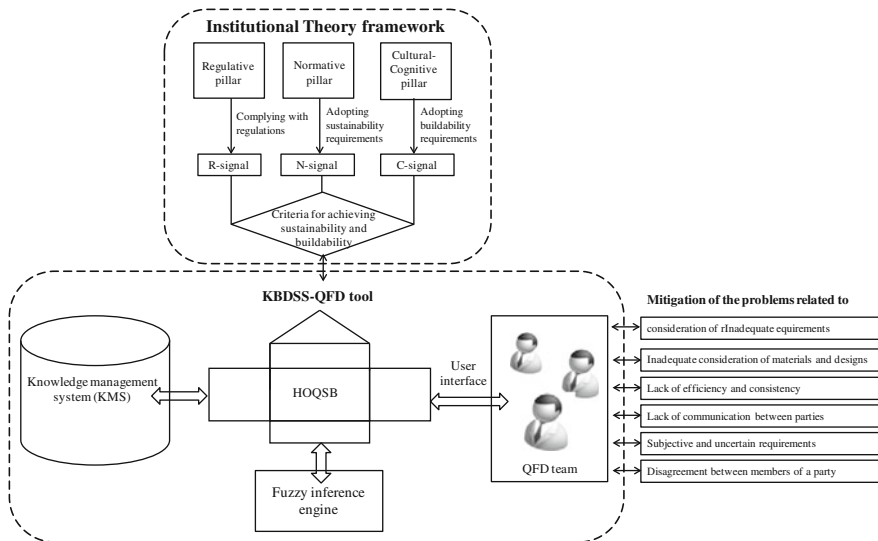 Institutional Theory framework
Regulative
pillar
Normative
pillar
Cultural-
Cognitive
pillar
Complying with
regulations
Adopting
sustainability
requirements
Adopting
buildability
requirements
R-signal
N-signal
C-signal
Criteria for achieving
sustainability and
buildability
KBDSS-QFD tool
Knowledge management
system (KMS)
HOQSB
User
interface
Fuzzy inference
engine
QFD team
Mitigation of the problems related to
consideration of rInadequate equirements
Inadequate consideration of materials and designs
Lack of efficiency and consistency
Lack of communication between parties
Subjective and uncertain requirements
Disagreement between members of a party